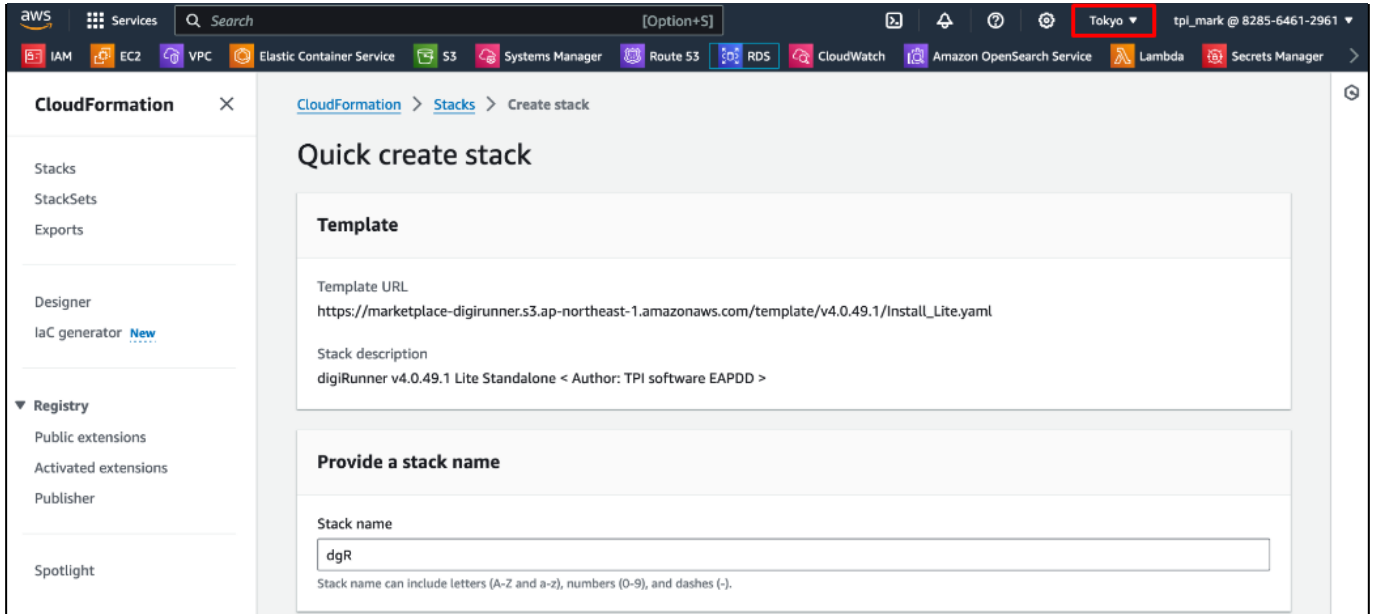 aws
Services
Search
[Option+S]
Tokyo ▼
tpi_mark @ 8285-6461-2961 ▼
IAM
EC2
VPC
Elastic Container Service
S3
Systems Manager
Route 53
RDS
CloudWatch
Amazon OpenSearch Service
Lambda
Secrets Manager
CloudFormation
Stacks
StackSets
Exports
Designer
IaC generator New
▼ Registry
Public extensions
Activated extensions
Publisher
Spotlight
CloudFormation > Stacks > Create stack
Quick create stack
Template
Template URL
https://marketplace-digirunner.s3.ap-northeast-1.amazonaws.com/template/v4.0.49.1/Install_Lite.yaml
Stack description
digiRunner v4.0.49.1 Lite Standalone < Author: TPI software EAPDD >
Provide a stack name
Stack name
dgR
Stack name can include letters (A-Z and a-z), numbers (0-9), and dashes (-).